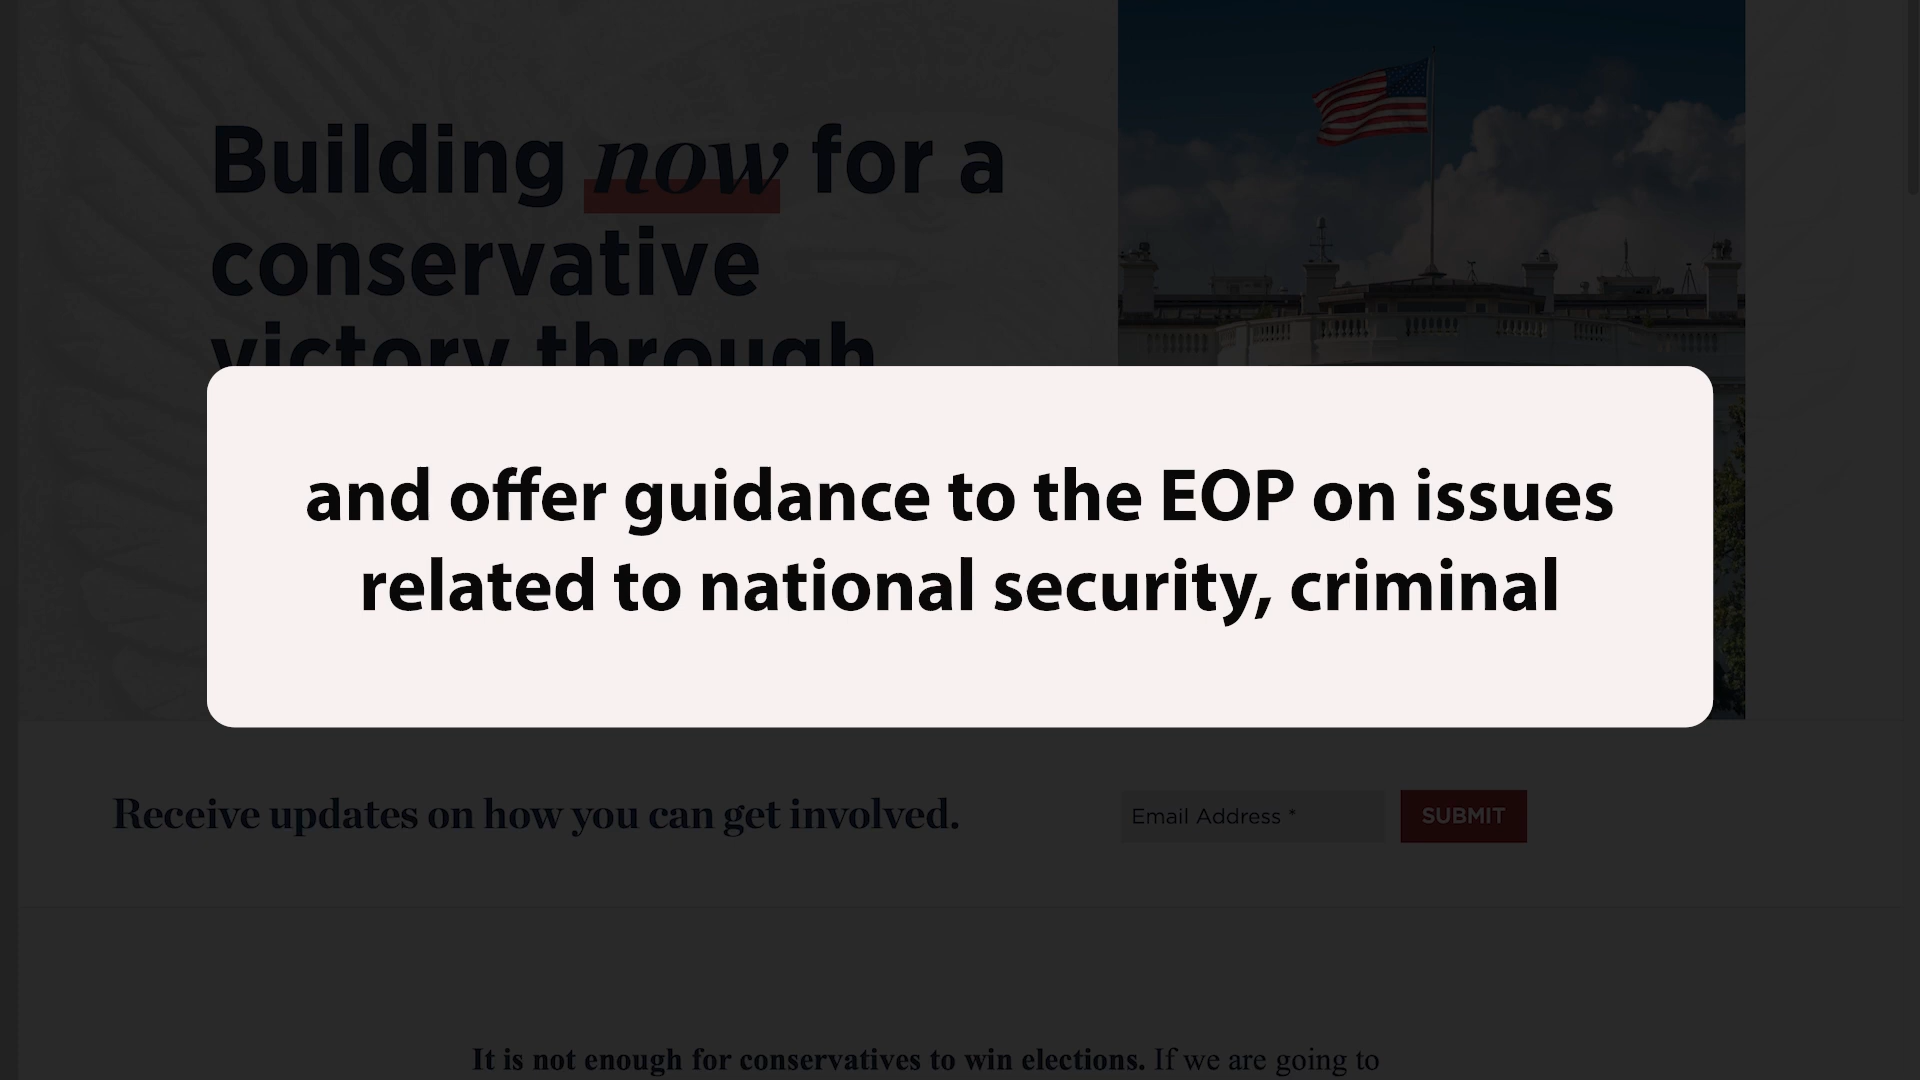 Building now for a
conservative
victory through
and offer guidance to the EOP on issues
related to national security, criminal
Receive updates on how you can get involved.
Email Address *
SUBMIT
It is not enough for conservatives to win elections. If we are going to